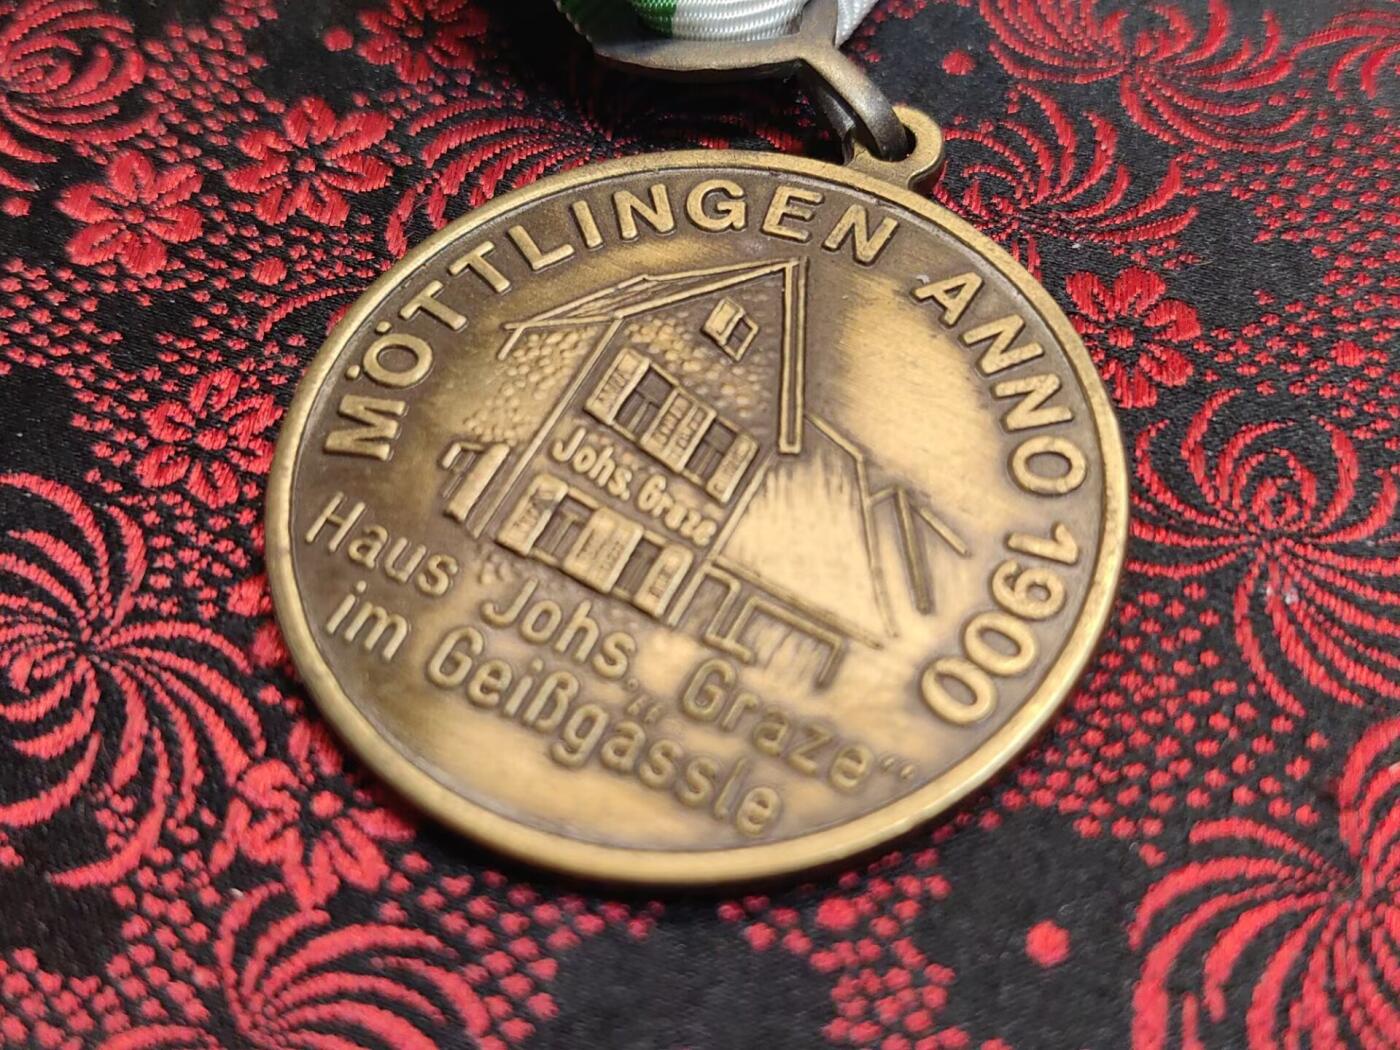 MÖTTLINGEN ANNO 1900
Johs. Graze
Haus Johs. Graze“
im „Geißgässle